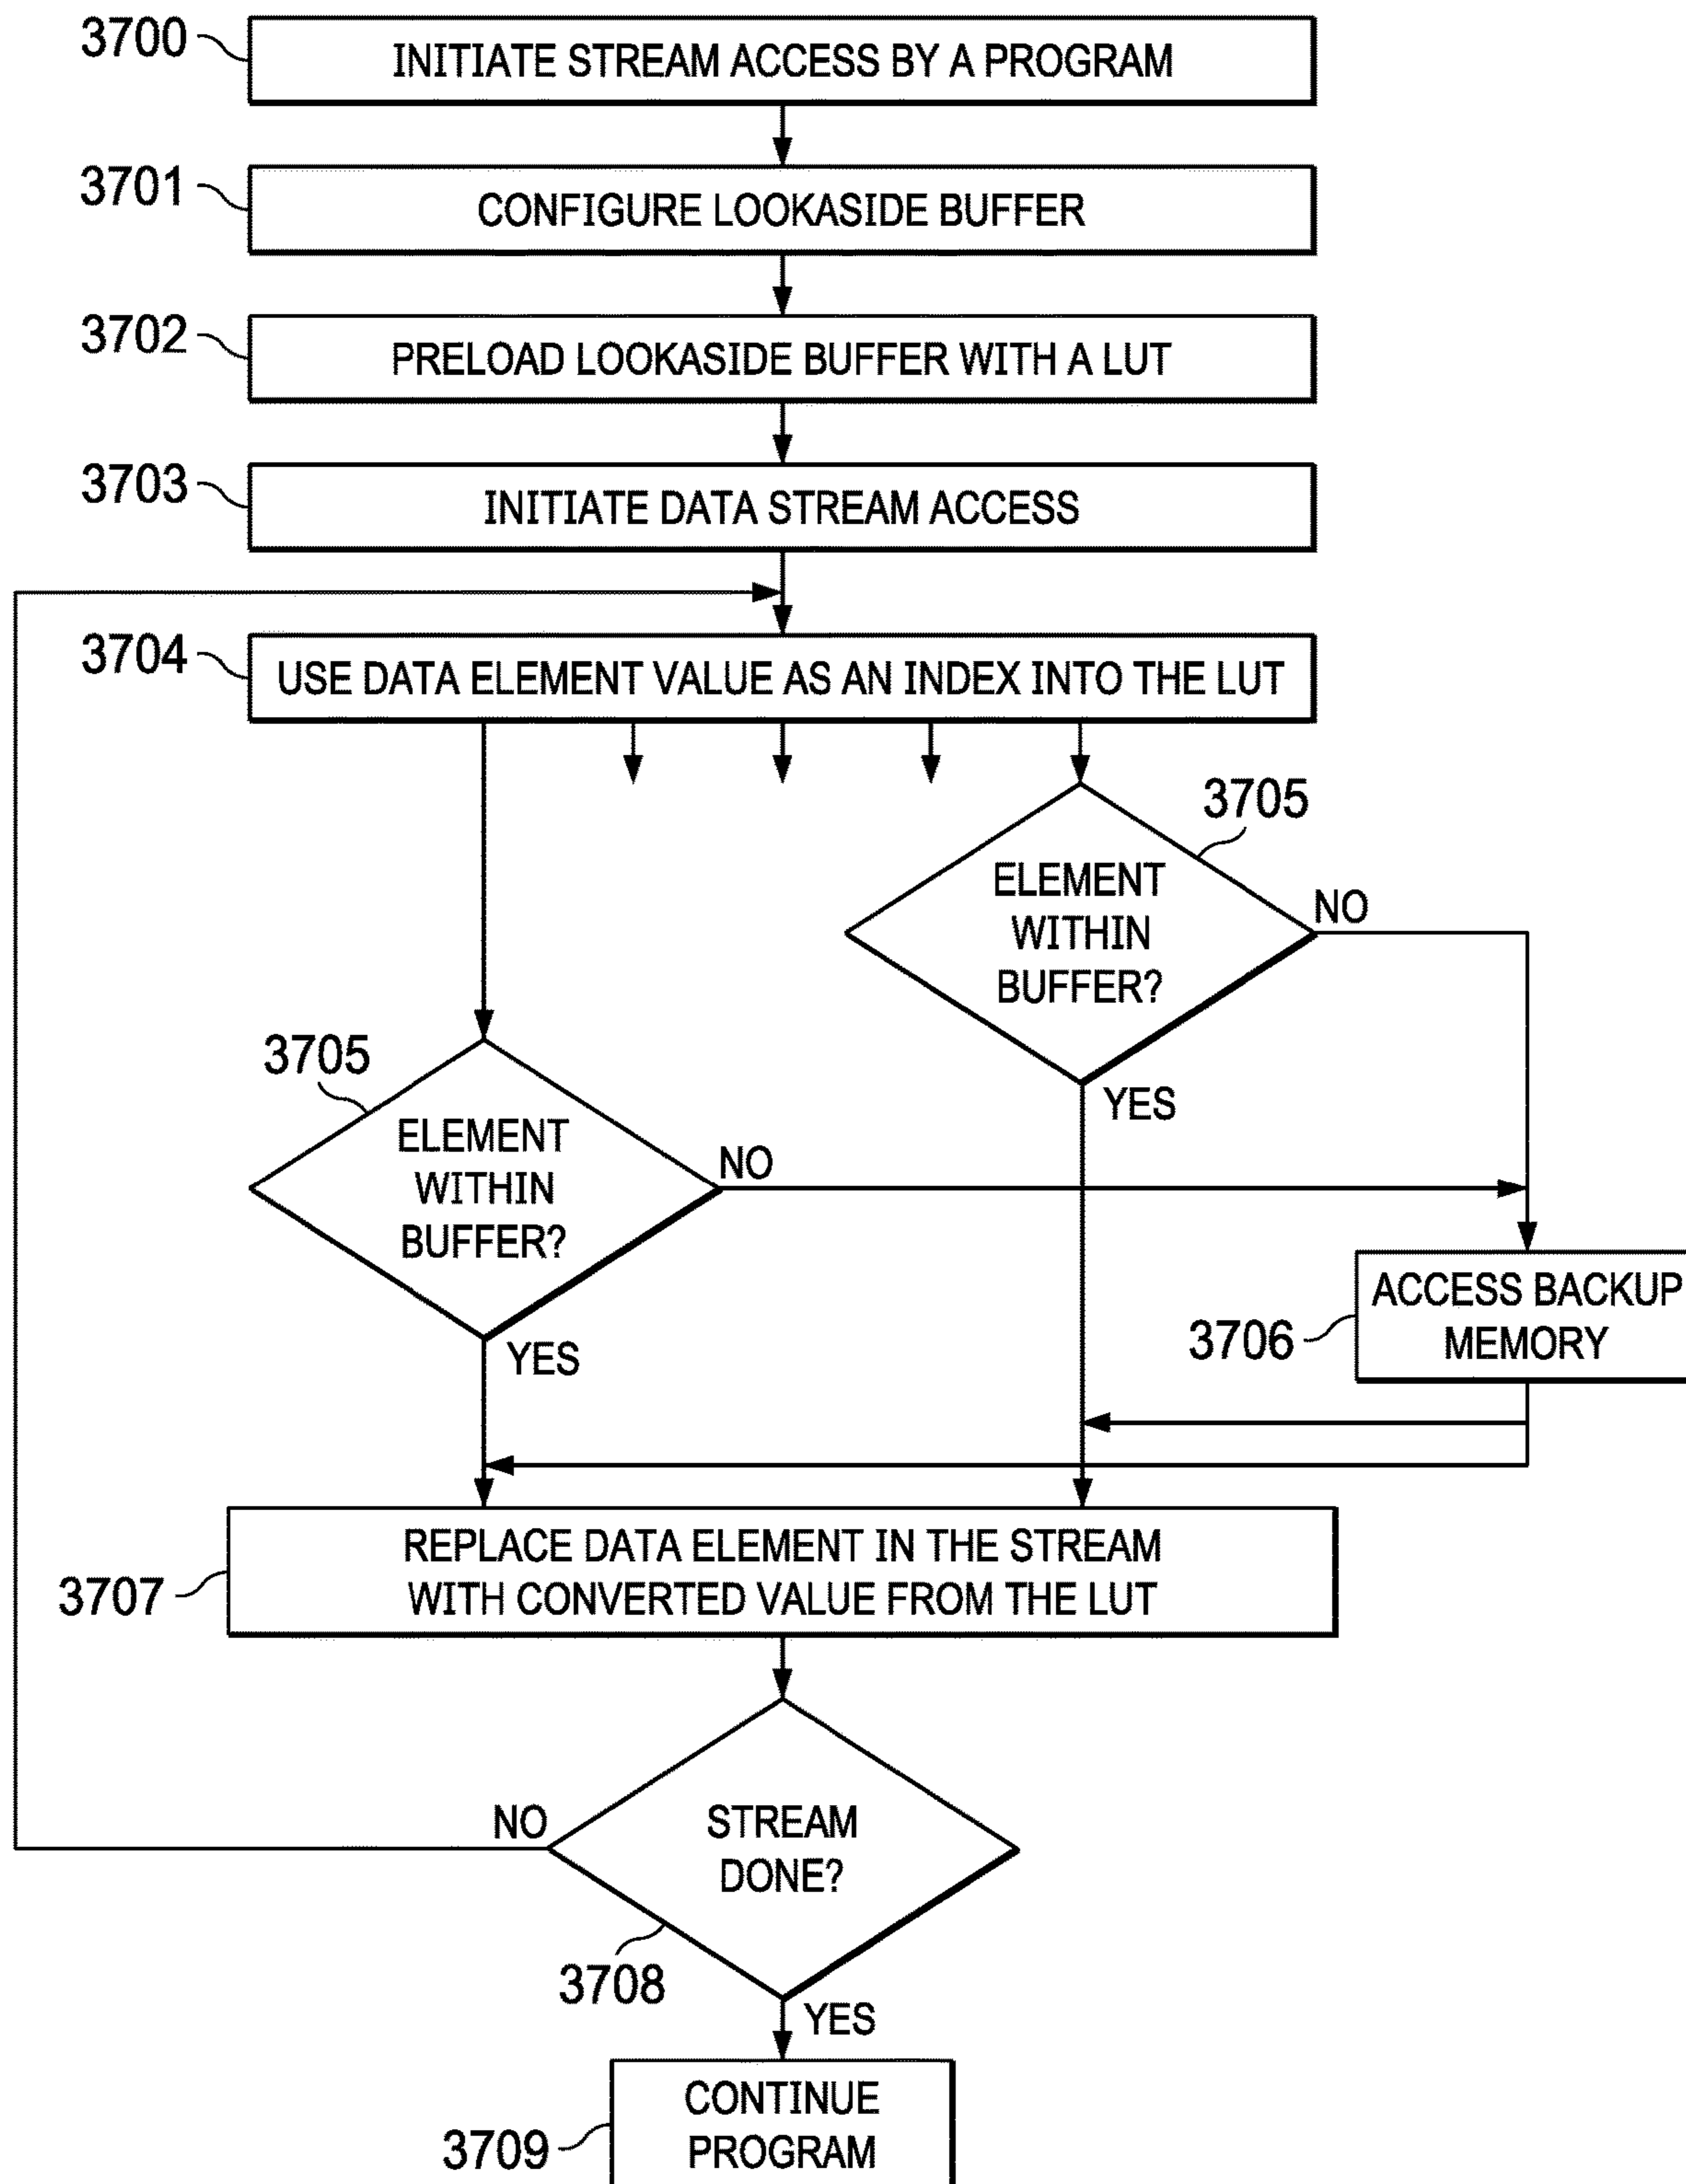 3700
INITIATE STREAM ACCESS BY A PROGRAM
3701
CONFIGURE LOOKASIDE BUFFER
3702
PRELOAD LOOKASIDE BUFFER WITH A LUT
3703
INITIATE DATA STREAM ACCESS
3704
USE DATA ELEMENT VALUE AS AN INDEX INTO THE LUT
3705
ELEMENT
WITHIN
BUFFER?
NO
YES
3705
ELEMENT
WITHIN
BUFFER?
NO
YES
3706
ACCESS BACKUP
MEMORY
3707
REPLACE DATA ELEMENT IN THE STREAM
WITH CONVERTED VALUE FROM THE LUT
NO
STREAM
DONE?
3708
YES
3709
CONTINUE
PROGRAM